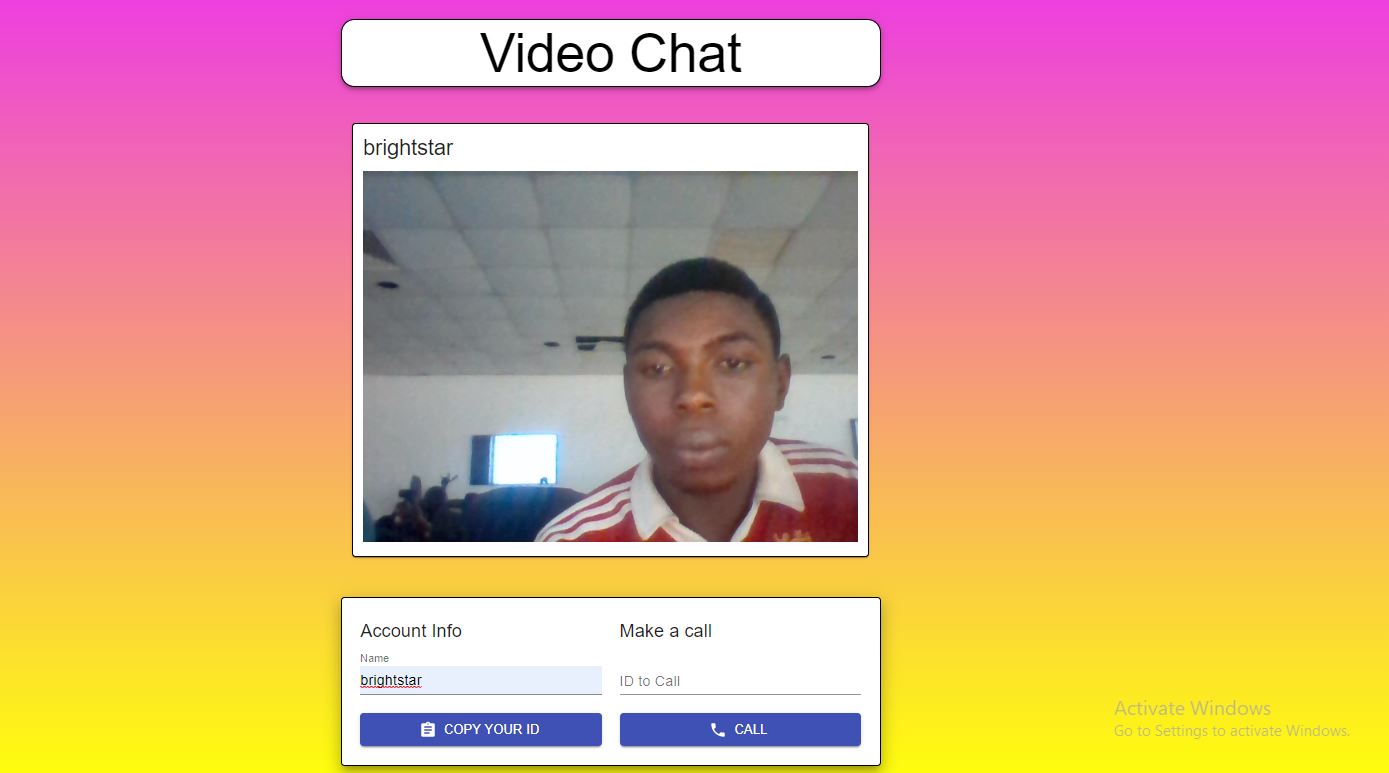 Video Chat
brightstar
Account Info
Name
brightstar
COPY YOUR ID
Make a call
ID to Call
CALL
Activate Windows
Go to Settings to activate Windows.